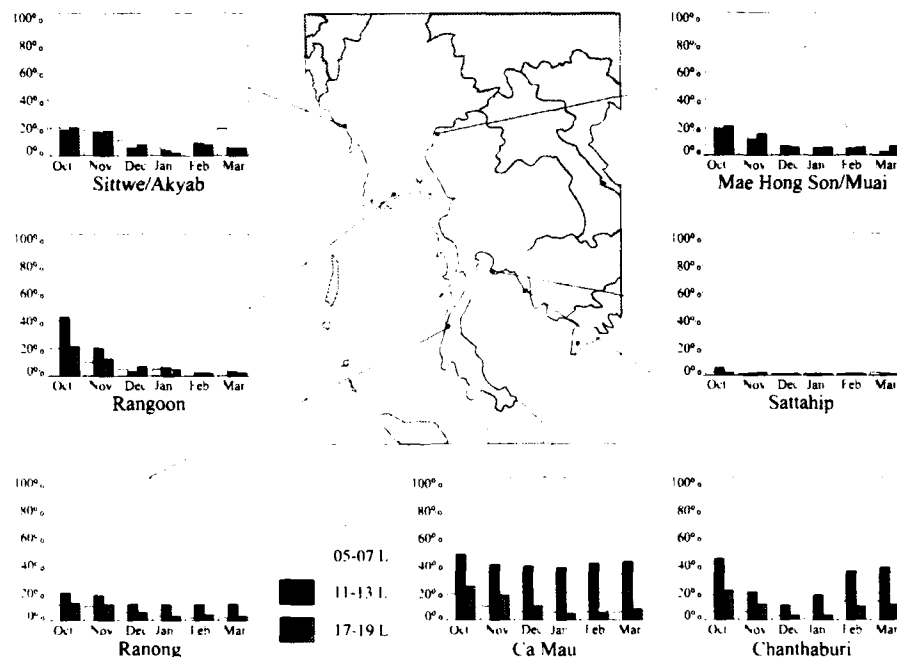 100%
80%
60%
40%
20%
0%
Oct Nov Dec Jan Feb Mar
Sittwe/Akyab
100%
80%
60%
40%
20%
0%
Oct Nov Dec Jan Feb Mar
Mae Hong Son/Muai
100%
80%
60%
40%
20%
0%
Oct Nov Dec Jan Feb Mar
Rangoon
100%
80%
60%
40%
20%
0%
Oct Nov Dec Jan Feb Mar
Sattahip
100%
80%
60%
40%
20%
0%
Oct Nov Dec Jan Feb Mar
Ranong
05-07 L
11-13 L
17-19 L
100%
80%
60%
40%
20%
0%
Oct Nov Dec Jan Feb Mar
Ca Mau
100%
80%
60%
40%
20%
0%
Oct Nov Dec Jan Feb Mar
Chanthaburi